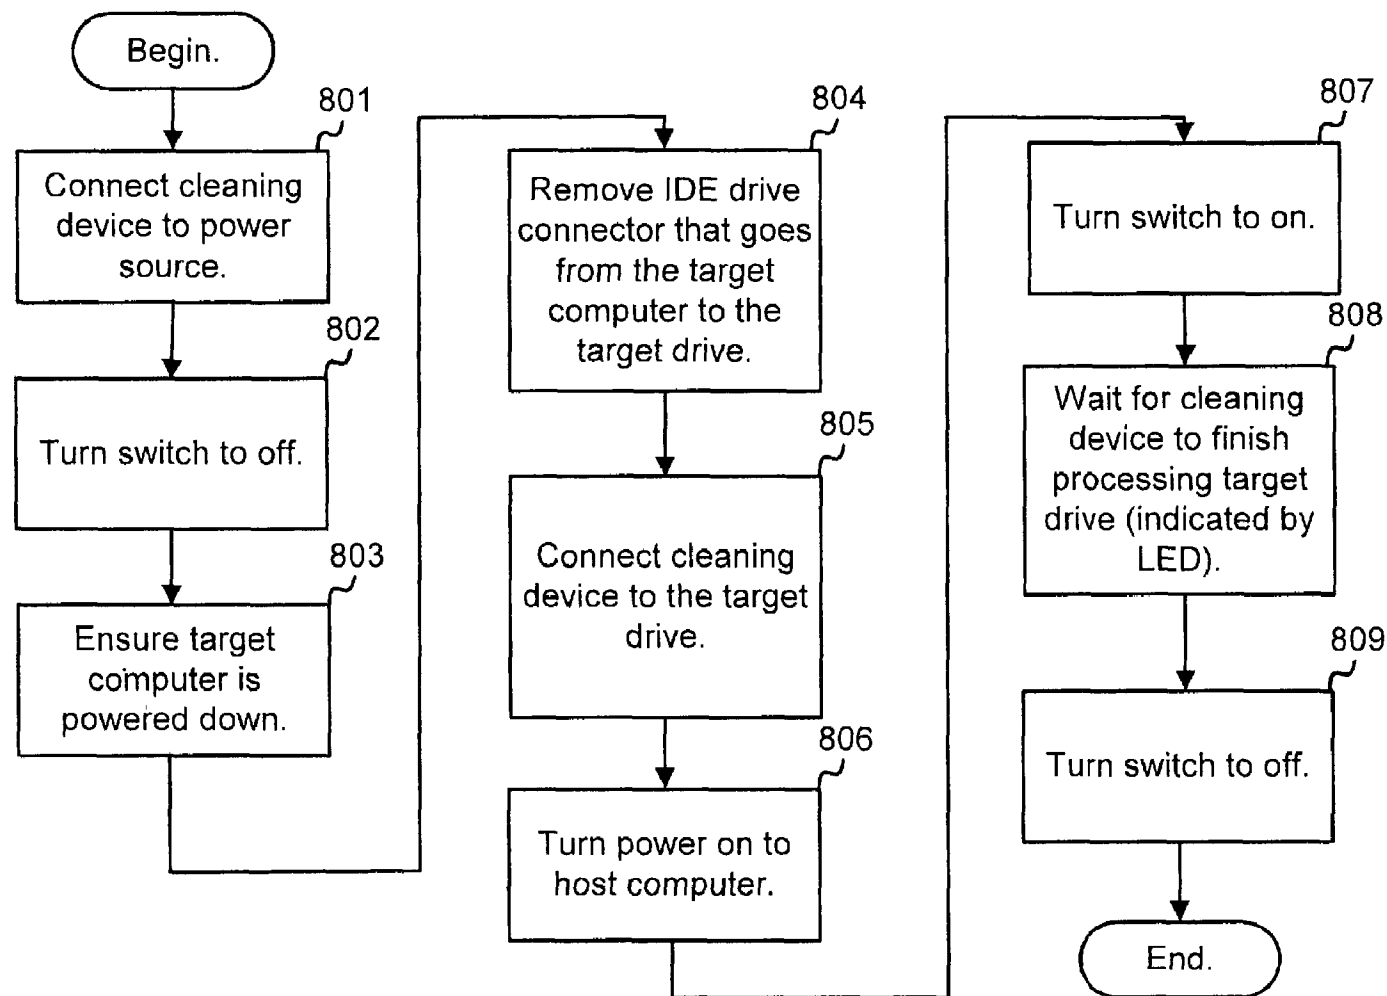 Begin.
801
Connect cleaning
device to power
source.
802
Turn switch to off.
803
Ensure target
computer is
powered down.
804
Remove IDE drive
connector that goes
from the target
computer to the
target drive.
805
Connect cleaning
device to the target
drive.
806
Turn power on to
host computer.
807
Turn switch to on.
808
Wait for cleaning
device to finish
processing target
drive (indicated by
LED).
809
Turn switch to off.
End.